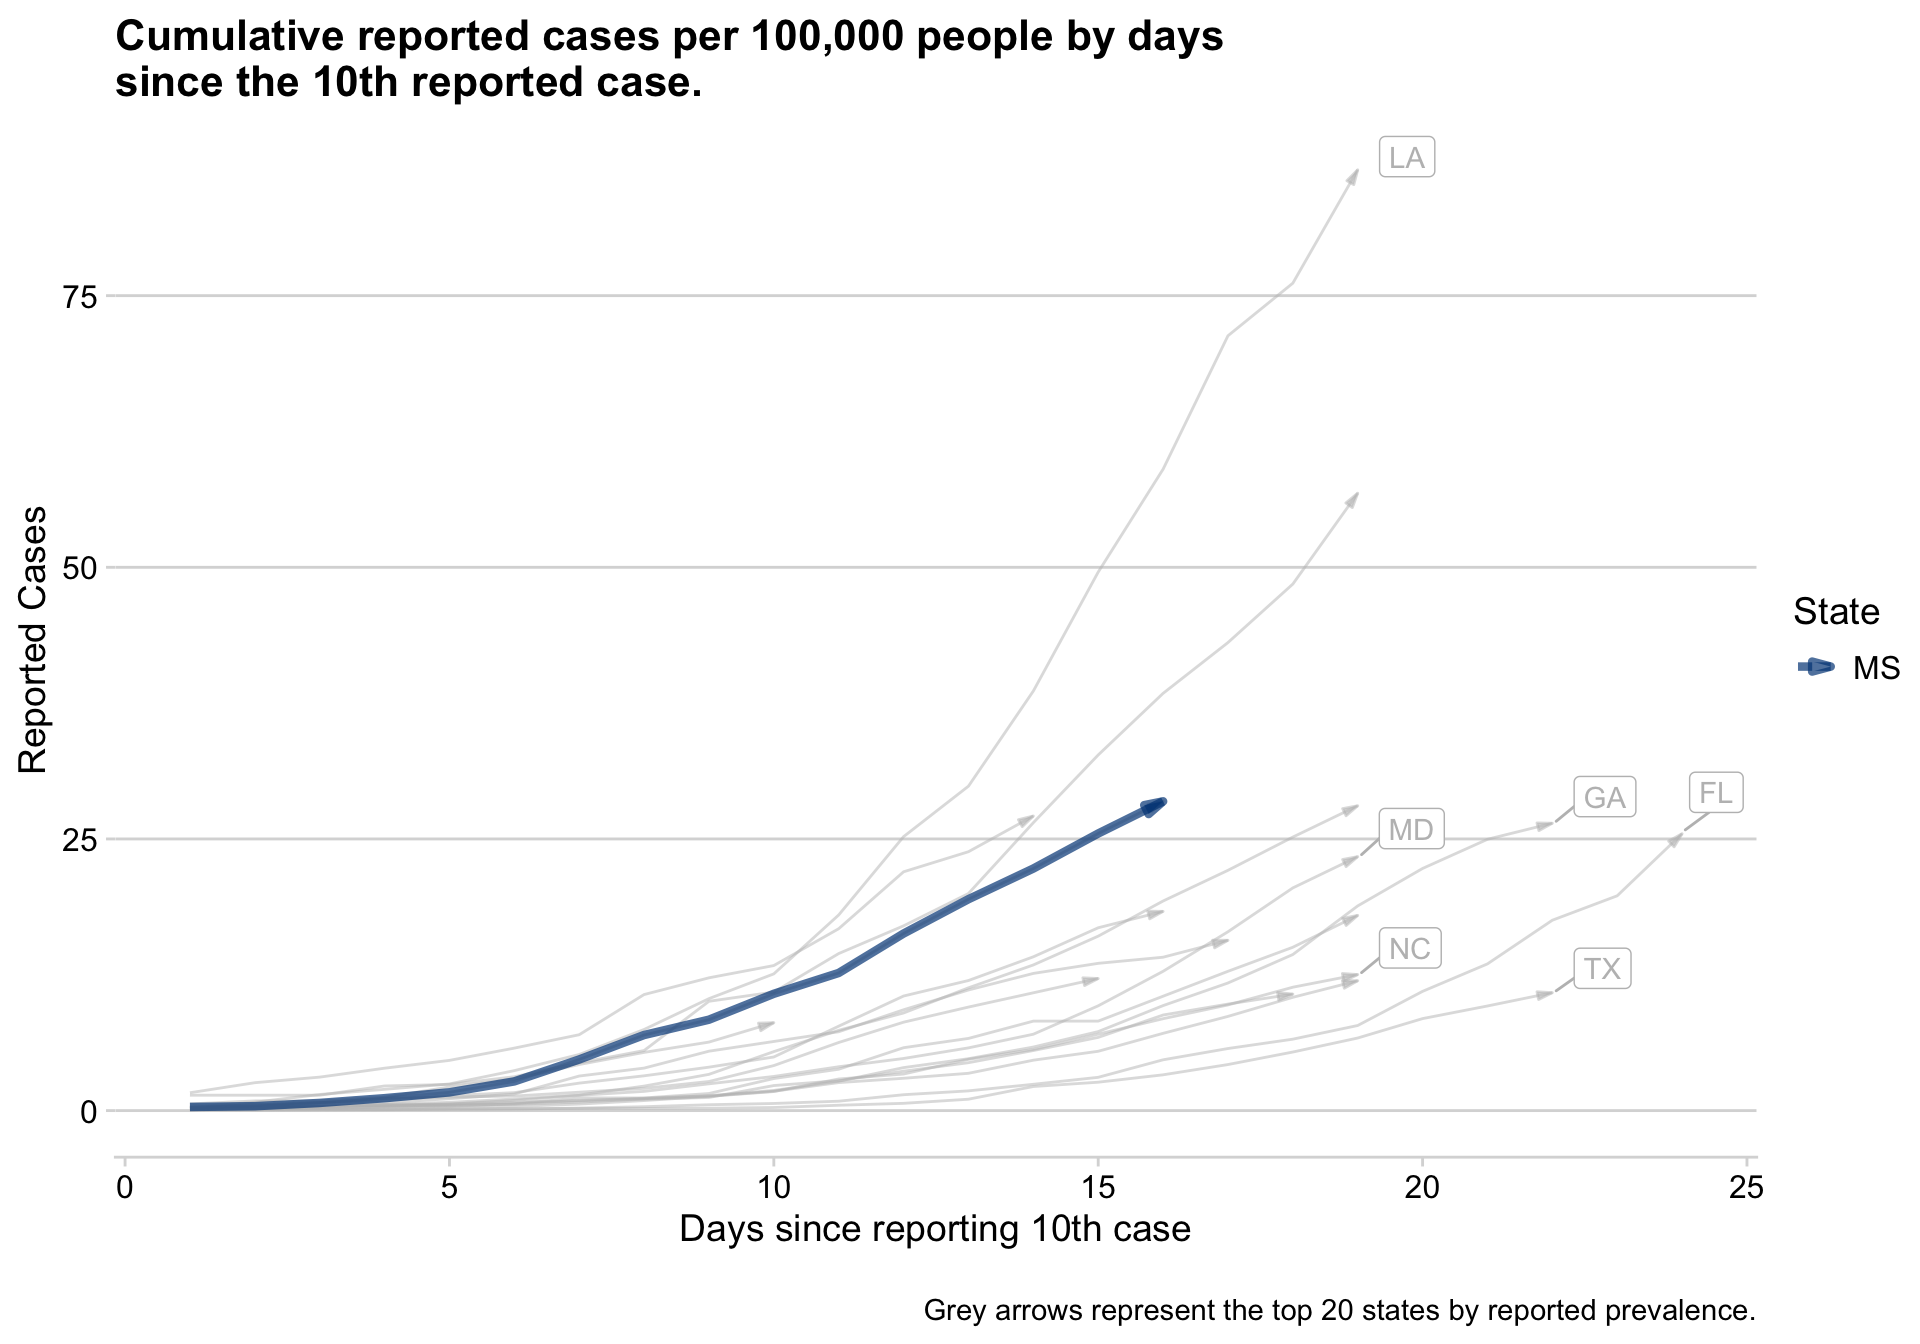 Cumulative reported cases per 100,000 people by days
since the 10th reported case.
LA
75
50
Reported Cases
State
MS
GA
FL
MD
25
NC
TX
0
0 5 10 15 20 25
Days since reporting 10th case
Grey arrows represent the top 20 states by reported prevalence.